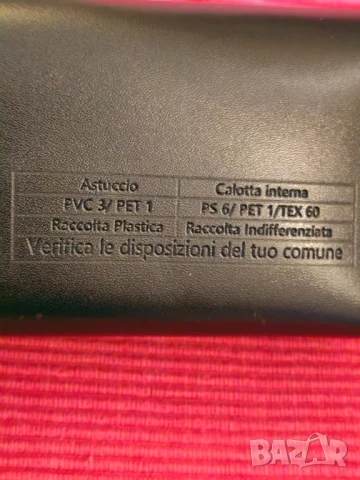 Astuccio Calotta interna
PVC 3/ PET 1 PS 6/ PET 1/TEX 60
Raccolta Plastica Raccolta Indifferenziata
Verifica le disposizioni del tuo comune
BAZAR